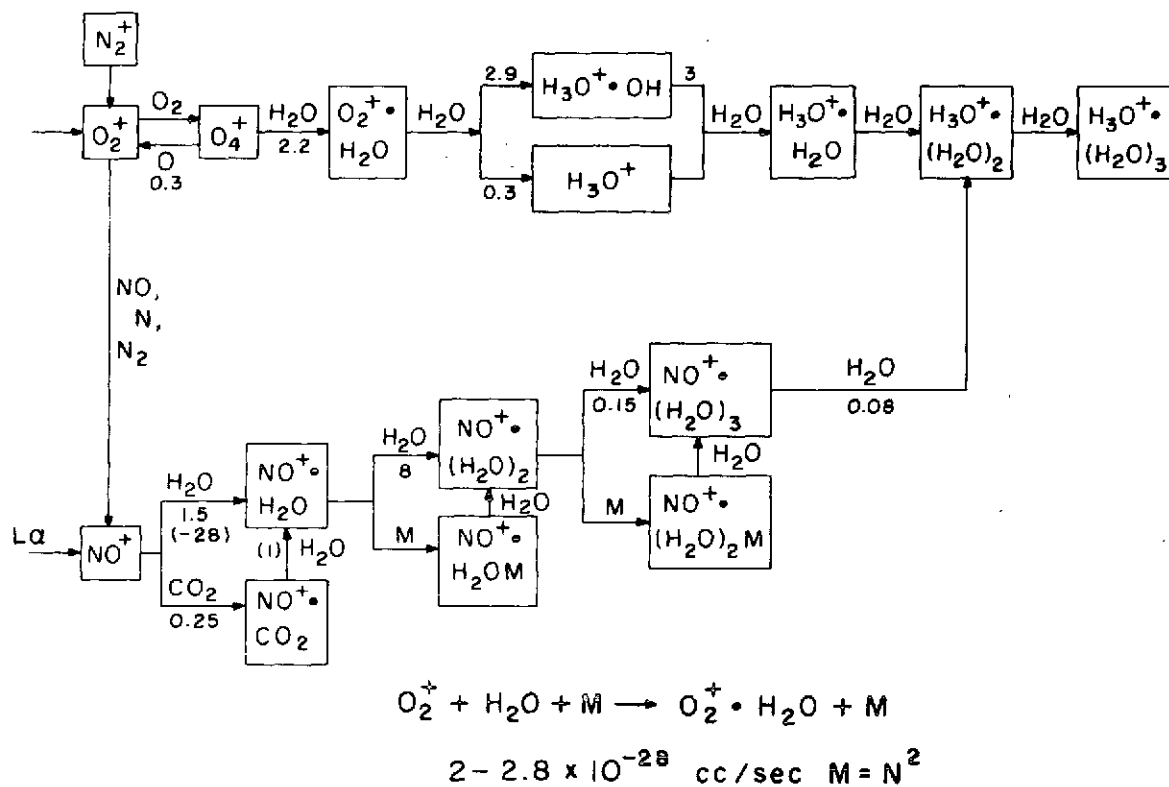 N₂⁺
O₂⁺
O₂
O
0.3
O₄⁺
H₂O
2.2
O₂⁺•
H₂O
H₂O
2.9
0.3
H₃O⁺• OH
H₃O⁺
3
H₂O
H₃O⁺•
H₂O
H₂O
H₃O⁺•
(H₂O)₂
H₂O
H₃O⁺•
(H₂O)₃
NO,
N,
N₂
Lα
NO⁺
H₂O
1.5
(-28)
CO₂
0.25
NO⁺•
H₂O
(1) H₂O
NO⁺•
CO₂
H₂O
8
M
NO⁺•
(H₂O)₂
H₂O
NO⁺•
H₂OM
H₂O
0.15
M
NO⁺•
(H₂O)₃
H₂O
NO⁺•
(H₂O)₂M
H₂O
0.08
O₂⁺ + H₂O + M → O₂⁺ • H₂O + M
2 – 2.8 x 10⁻²⁸ cc/sec M = N²